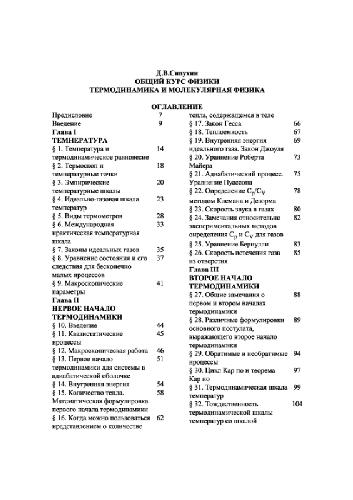 Д.В.Сивухин
ОБЩИЙ КУРС ФИЗИКИ
ТЕРМОДИНАМИКА И МОЛЕКУЛЯРНАЯ ФИЗИКА
ОГЛАВЛЕНИЕ
Предисловие 7
Введение 9
Глава I
ТЕМПЕРАТУРА
§ 1. Температура и 14
термодинамическое равновесие
§ 2. Термоскоп и 18
температурные точки
§ 3. Эмпирические 20
температурные шкалы
§ 4. Идеально-газовая шкала 23
температур
§ 5. Виды термометров 28
§ 6. Международная 33
практическая температурная
шкала
§ 7. Законы идеальных газов 35
§ 8. Уравнение состояния и его 37
следствия для бесконечно
малых процессов
§ 9. Макроскопические 41
параметры
Глава II
ПЕРВОЕ НАЧАЛО
ТЕРМОДИНАМИКИ
§ 10. Введение 44
§ 11. Квазистатические 45
процессы
§ 12. Макроскопическая работа 46
§ 13. Первое начало 51
термодинамики для системы в
адиабатической оболочке
§ 14. Внутренняя энергия 54
§ 15. Количество тепла. 58
Математическая формулировка
первого начала термодинамики
§ 16. Когда можно пользоваться 62
представлением о количестве
тепла, содержащемся в теле
§ 17. Закон Гесса 66
§ 18. Теплоемкость 67
§ 19. Внутренняя энергия 69
идеального газа. Закон Джоуля
§ 20. Уравнение Роберта 73
Майера
§ 21. Адиабатический процесс. 75
Уравнение Пуассона
§ 22. Определение Cp/CV 78
методом Клемана и Дезорма
§ 23. Скорость звука в газах 80
§ 24. Замечания относительно 82
экспериментальных методов
определения Cp и CV для газов
§ 25. Уравнение Бернулли 83
§ 26. Скорость истечения газа 85
из отверстия
Глава III
ВТОРОЕ НАЧАЛО
ТЕРМОДИНАМИКИ
§ 27. Общие замечания о 88
первом и втором началах
термодинамики
§ 28. Различные формулировки 89
основного постулата,
выражающего второе начало
термодинамики
§ 29. Обратимые и необратимые 94
процессы
§ 30. Цикл Карно и теорема 97
Карно
§ 31. Термодинамическая шкала 99
температур
§ 32. Тождественность 104
термодинамической шкалы
температур со шкалой